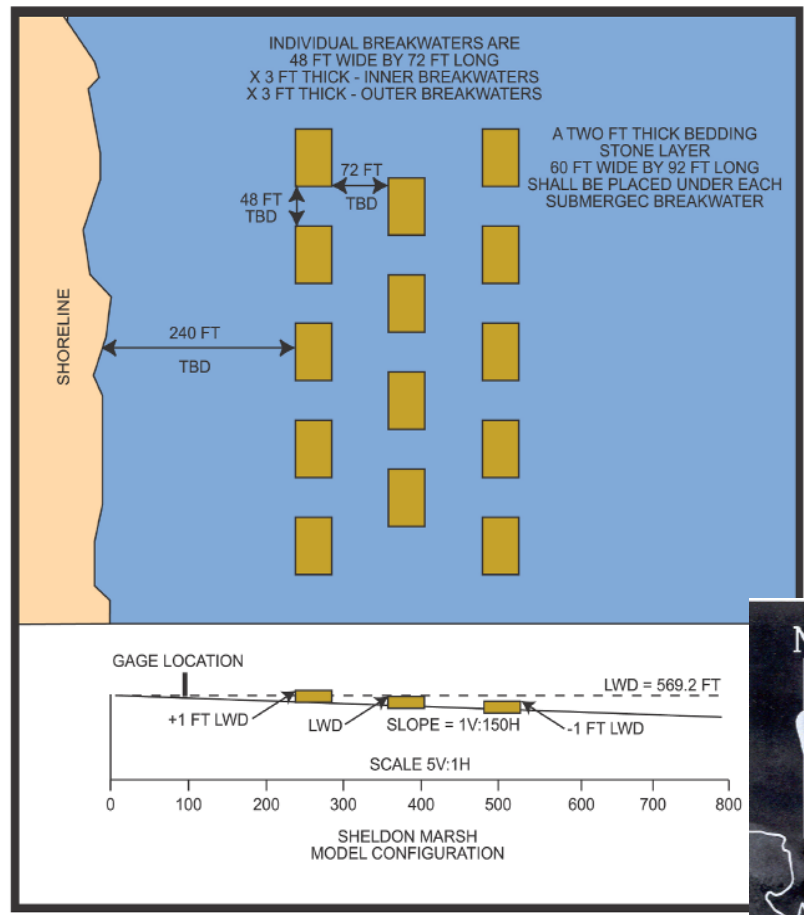 INDIVIDUAL BREAKWATERS ARE
48 FT WIDE BY 72 FT LONG
X 3 FT THICK - INNER BREAKWATERS
X 3 FT THICK - OUTER BREAKWATERS
A TWO FT THICK BEDDING
STONE LAYER
60 FT WIDE BY 92 FT LONG
SHALL BE PLACED UNDER EACH
SUBMERGEC BREAKWATER
72 FT
TBD
48 FT
TBD
240 FT
TBD
SHORELINE
GAGE LOCATION
LWD = 569.2 FT
+1 FT LWD
LWD
SLOPE = 1V:150H
-1 FT LWD
SCALE 5V:1H
0 100 200 300 400 500 600 700 800
SHELDON MARSH
MODEL CONFIGURATION